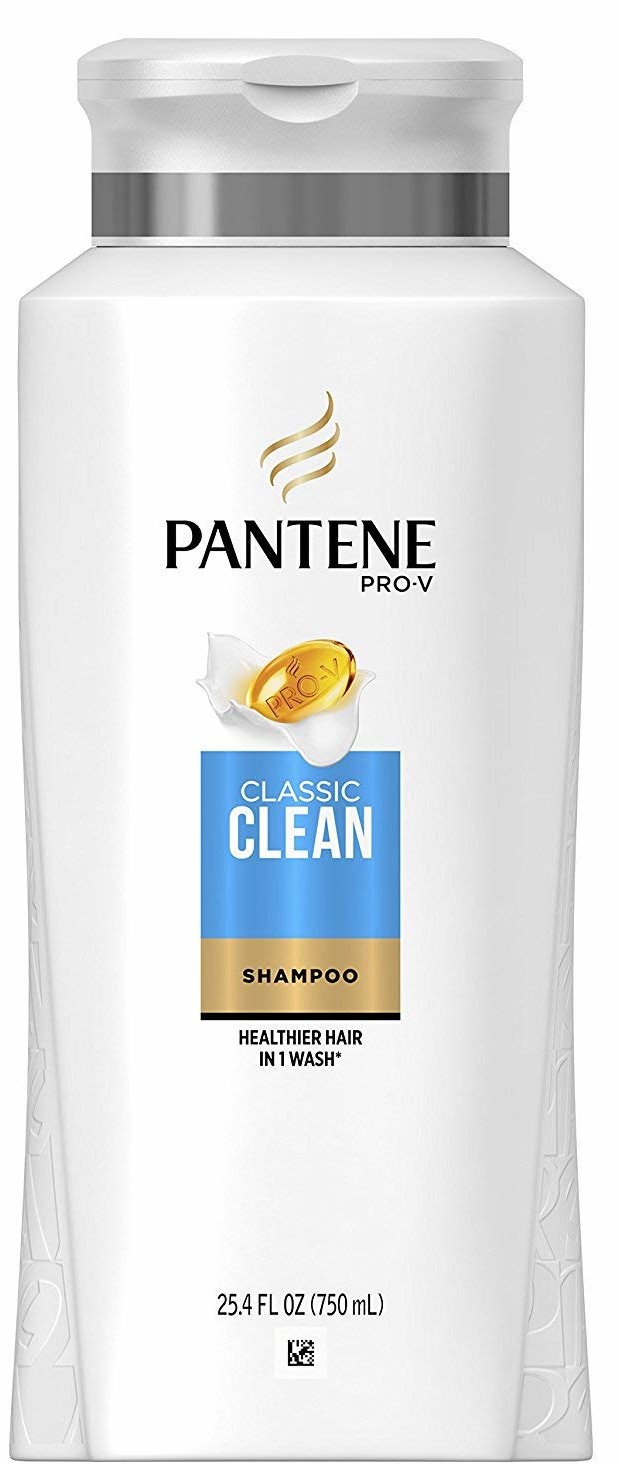 PANTENE
PRO-V
PRO-V
CLASSIC
CLEAN
SHAMPOO
HEALTHIER HAIR
IN 1 WASH*
25.4 FL OZ (750 mL)